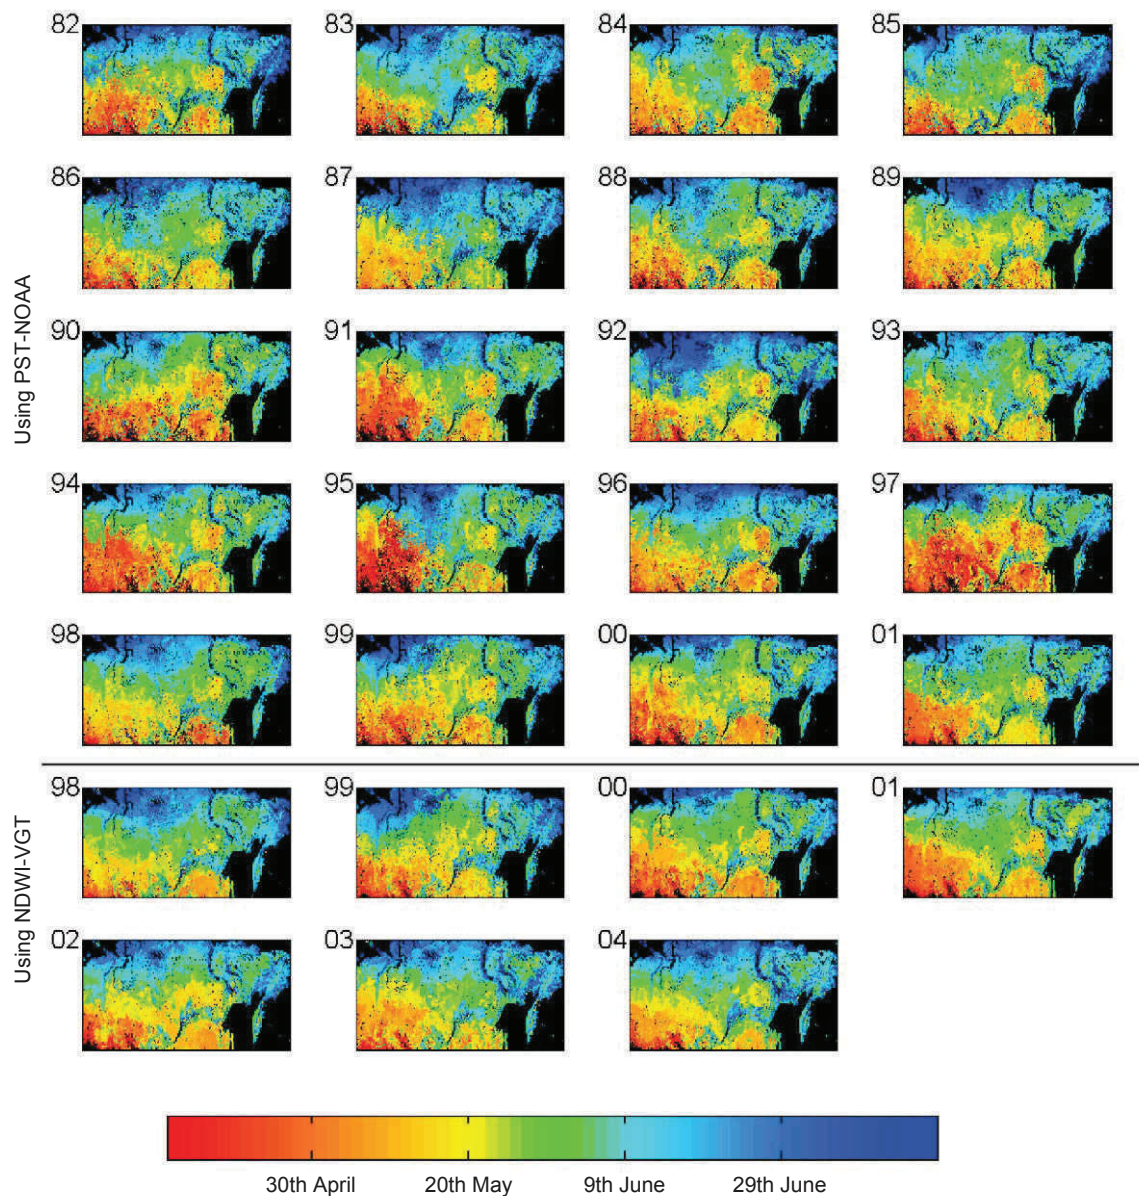 82 83 84 85
86 87 88 89
Using PST-NOAA
90 91 92 93
94 95 96 97
98 99 00 01
98 99 00 01
Using NDWI-VGT
02 03 04
30th April 20th May 9th June 29th June